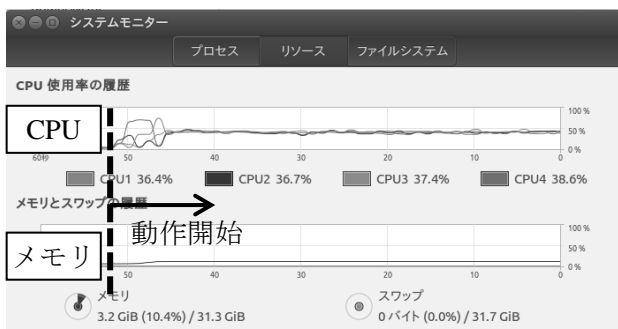 システムモニター
プロセス リソース ファイルシステム
CPU 使用率の履歴
CPU
100 %
50 %
0 %
60秒 50 40 30 20 10 0
CPU1 36.4% CPU2 36.7% CPU3 37.4% CPU4 38.6%
メモリとスワップの履歴
動作開始
メモリ
100 %
50 %
0 %
50 40 30 20 10 0
メモリ
3.2 GiB (10.4%) / 31.3 GiB
スワップ
0 バイト (0.0%) / 31.7 GiB